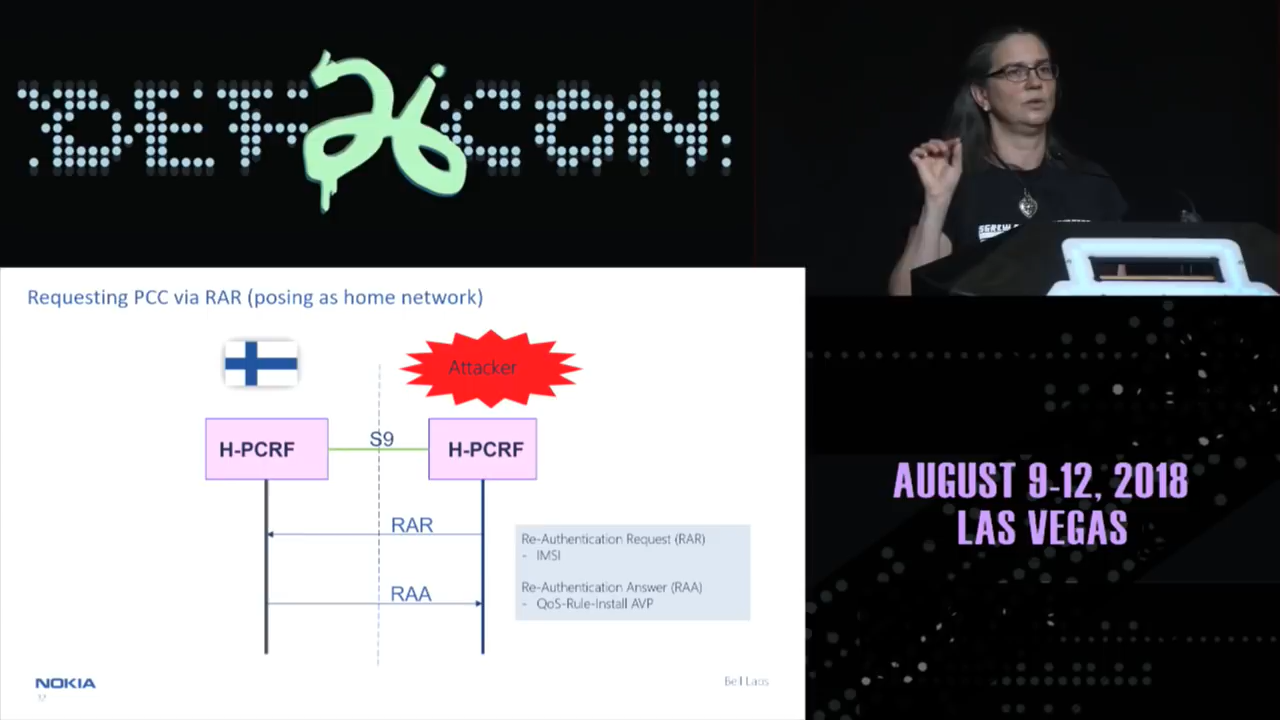 DEF CON
26
Requesting PCC via RAR (posing as home network)
Attacker
H-PCRF
S9
H-PCRF
RAR
RAA
Re-Authentication Request (RAR)
- IMSI
Re-Authentication Answer (RAA)
- QoS-Rule-Install AVP
NOKIA
Bell Labs
AUGUST 9-12, 2018
LAS VEGAS